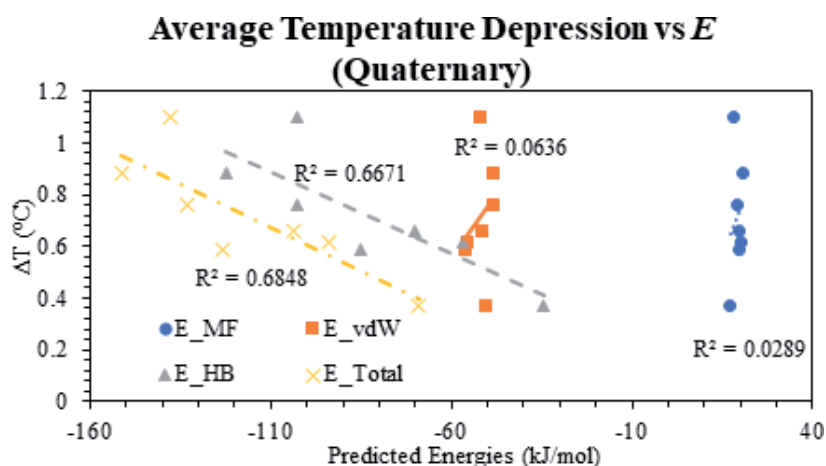 Average Temperature Depression vs E
(Quaternary)
1.2
1
0.8
0.6
0.4
0.2
0
ΔT (ºC)
R² = 0.0636
R² = 0.6671
R² = 0.6848
R² = 0.0289
E_MF
E_vdW
E_HB
E_Total
-160
-110
-60
-10
40
Predicted Energies (kJ/mol)